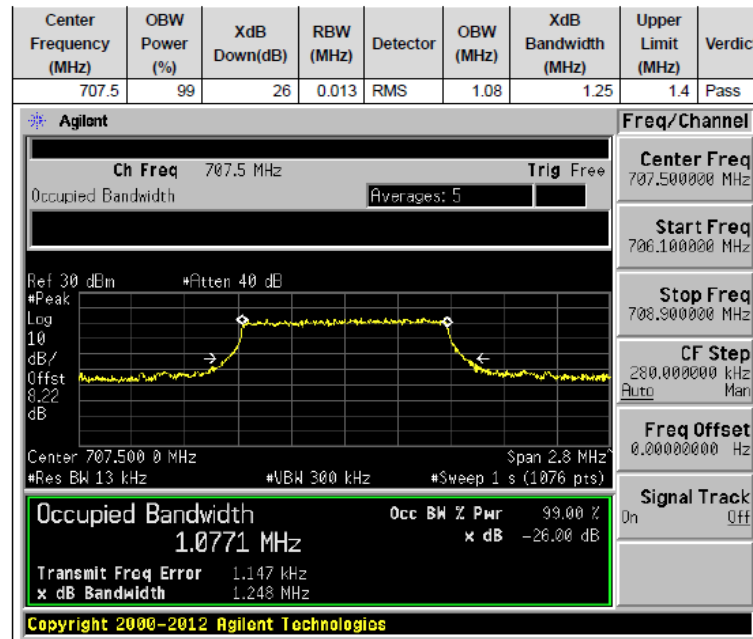 Center Frequency (MHz) OBW Power (%) XdB Down(dB) RBW (MHz) Detector OBW (MHz) XdB Bandwidth (MHz) Upper Limit (MHz) Verdic
707.5 99 26 0.013 RMS 1.08 1.25 1.4 Pass
Agilent Freq/Channel
Ch Freq 707.5 MHz Trig Free
Occupied Bandwidth Averages: 5
Center Freq
707.500000 MHz
Start Freq
706.100000 MHz
Stop Freq
708.900000 MHz
CF Step
280.000000 kHz
Auto Man
Freq Offset
0.00000000 Hz
Signal Track
On Off
Ref 30 dBm #Atten 40 dB
#Peak
Log
10
dB/
Offst
8.22
dB
Center 707.500 0 MHz Span 2.8 MHz
#Res BW 13 kHz #VBW 300 kHz #Sweep 1 s (1076 pts)
Occupied Bandwidth Occ BW % Pwr 99.00 %
1.0771 MHz x dB -26.00 dB
Transmit Freq Error 1.147 kHz
x dB Bandwidth 1.248 MHz
Copyright 2000-2012 Agilent Technologies